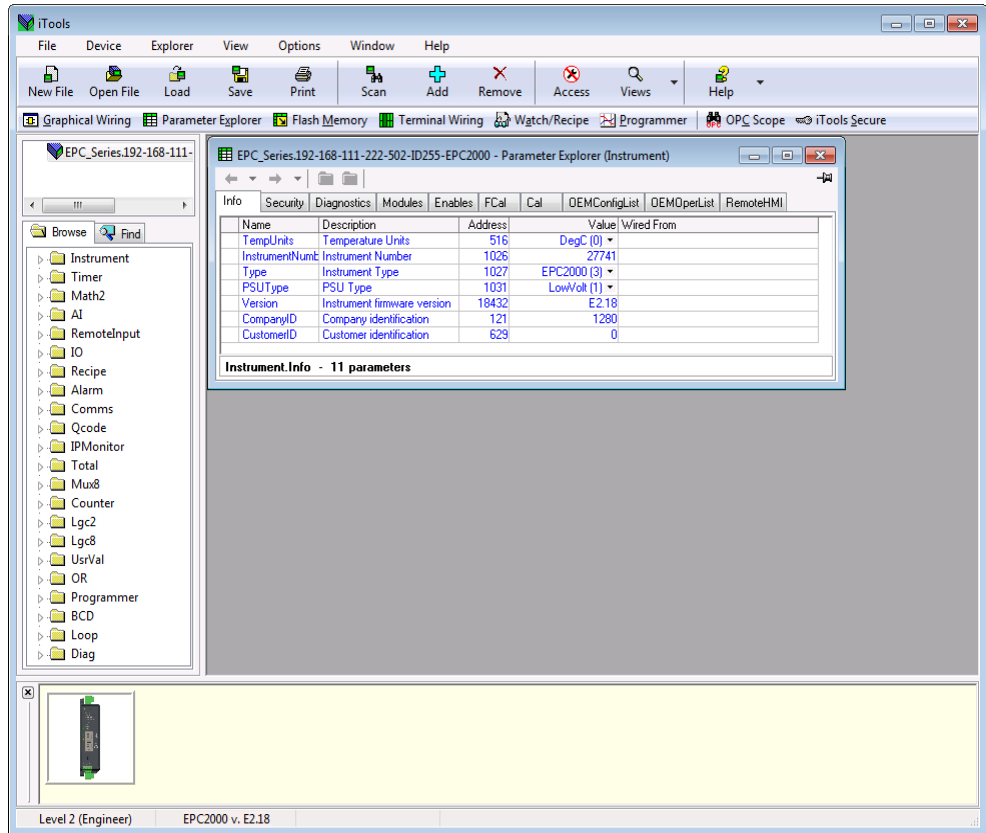 iTools
File Device Explorer View Options Window Help
New File Open File Load Save Print Scan Add Remove Access Views Help
Graphical Wiring Parameter Explorer Flash Memory Terminal Wiring Watch/Recipe Programmer OPC Scope iTools Secure
EPC_Series.192-168-111-
Browse Find
Instrument
Timer
Math2
AI
RemoteInput
IO
Recipe
Alarm
Comms
Qcode
IPMonitor
Total
Mux8
Counter
Lgc2
Lgc8
UsrVal
OR
Programmer
BCD
Loop
Diag
EPC_Series.192-168-111-222-502-ID255-EPC2000 - Parameter Explorer (Instrument)
Info Security Diagnostics Modules Enables FCal Cal OEMConfigList OEMOperList RemoteHMI
Name Description Address Value Wired From
TempUnits Temperature Units 516 DegC (0)
InstrumentNumb Instrument Number 1026 27741
Type Instrument Type 1027 EPC2000 (3)
PSUType PSU Type 1031 LowVolt (1)
Version Instrument firmware version 18432 E2.18
CompanyID Company identification 121 1280
CustomerID Customer identification 629 0
Instrument.Info - 11 parameters
Level 2 (Engineer) EPC2000 v. E2.18